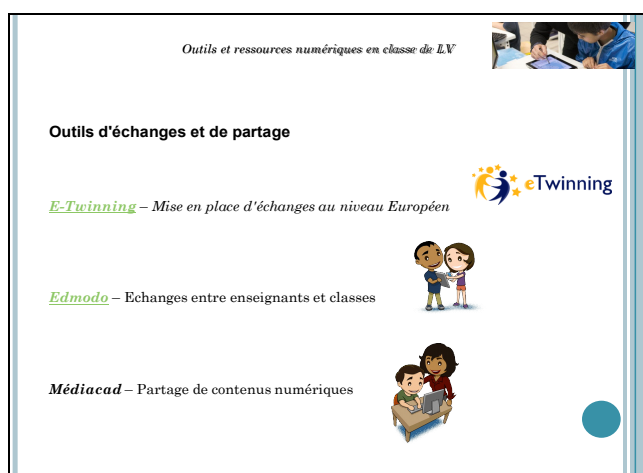 Outils et ressources numériques en classe de LV
Outils d'échanges et de partage
eTwinning
E-Twinning – Mise en place d'échanges au niveau Européen
Edmodo – Echanges entre enseignants et classes
Médiacad – Partage de contenus numériques